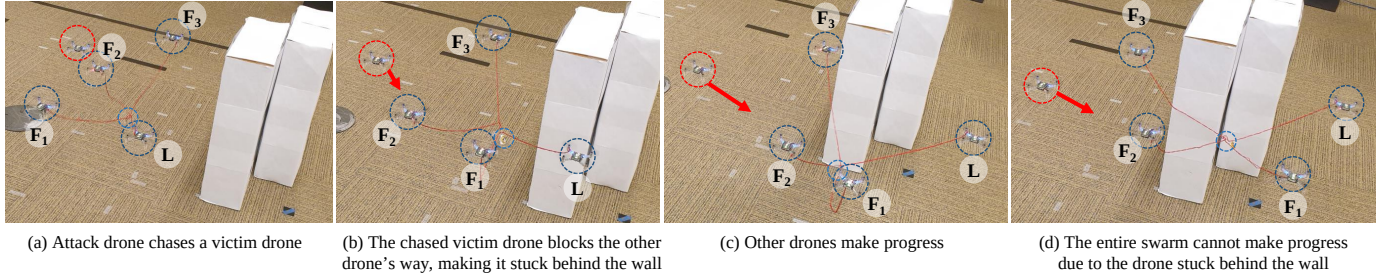 F3
F2
F1
L
F3
F2
F1
L
F3
F2
L
F1
F3
L
F2
F1
(a) Attack drone chases a victim drone
(b) The chased victim drone blocks the other
drone's way, making it stuck behind the wall
(c) Other drones make progress
(d) The entire swarm cannot make progress
due to the drone stuck behind the wall